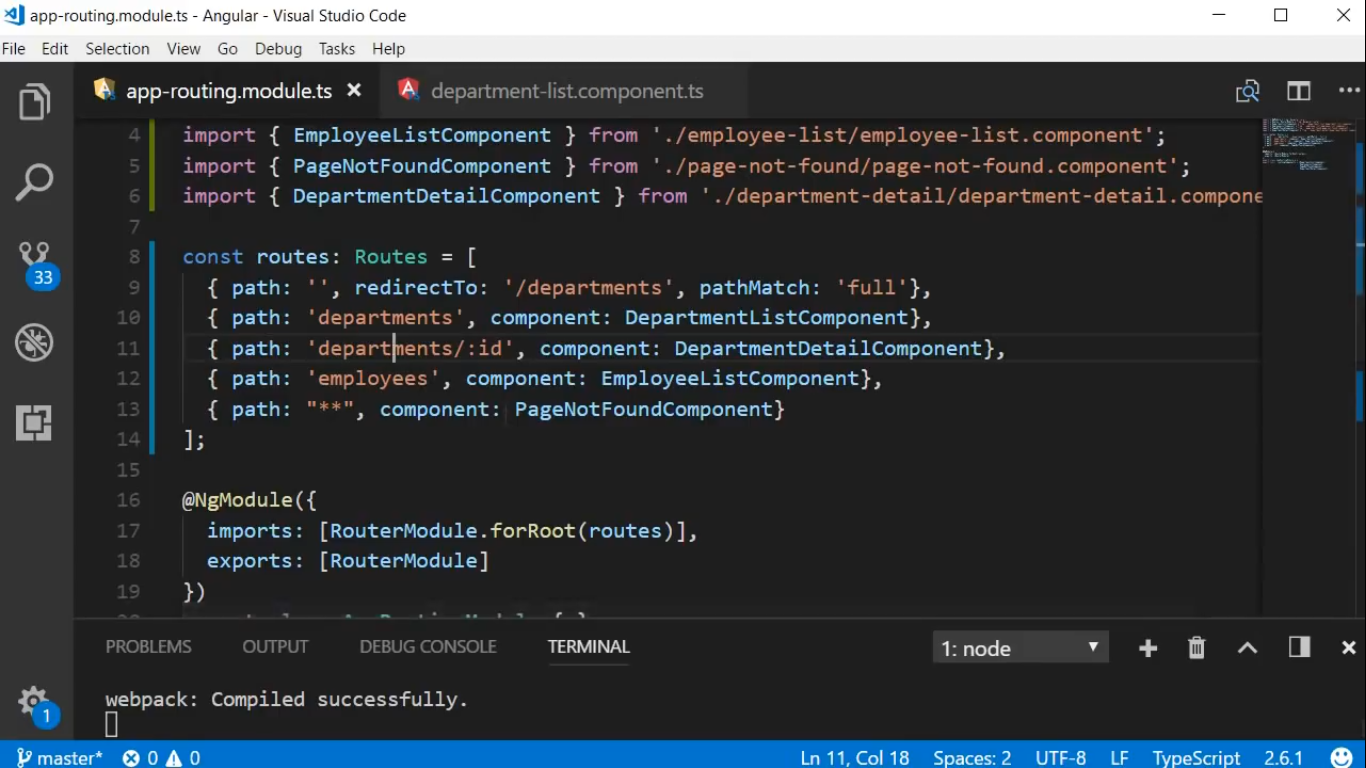 app-routing.module.ts - Angular - Visual Studio Code
File Edit Selection View Go Debug Tasks Help
app-routing.module.ts department-list.component.ts
4 import { EmployeeListComponent } from './employee-list/employee-list.component';
5 import { PageNotFoundComponent } from './page-not-found/page-not-found.component';
6 import { DepartmentDetailComponent } from './department-detail/department-detail.compone
7
8 const routes: Routes = [
9 { path: '', redirectTo: '/departments', pathMatch: 'full'},
10 { path: 'departments', component: DepartmentListComponent},
11 { path: 'departments/:id', component: DepartmentDetailComponent},
12 { path: 'employees', component: EmployeeListComponent},
13 { path: "**", component: PageNotFoundComponent}
14 ];
15
16 @NgModule({
17 imports: [RouterModule.forRoot(routes)],
18 exports: [RouterModule]
19 })
33
PROBLEMS OUTPUT DEBUG CONSOLE TERMINAL 1: node
webpack: Compiled successfully.
1
master* 0 0 Ln 11, Col 18 Spaces: 2 UTF-8 LF TypeScript 2.6.1